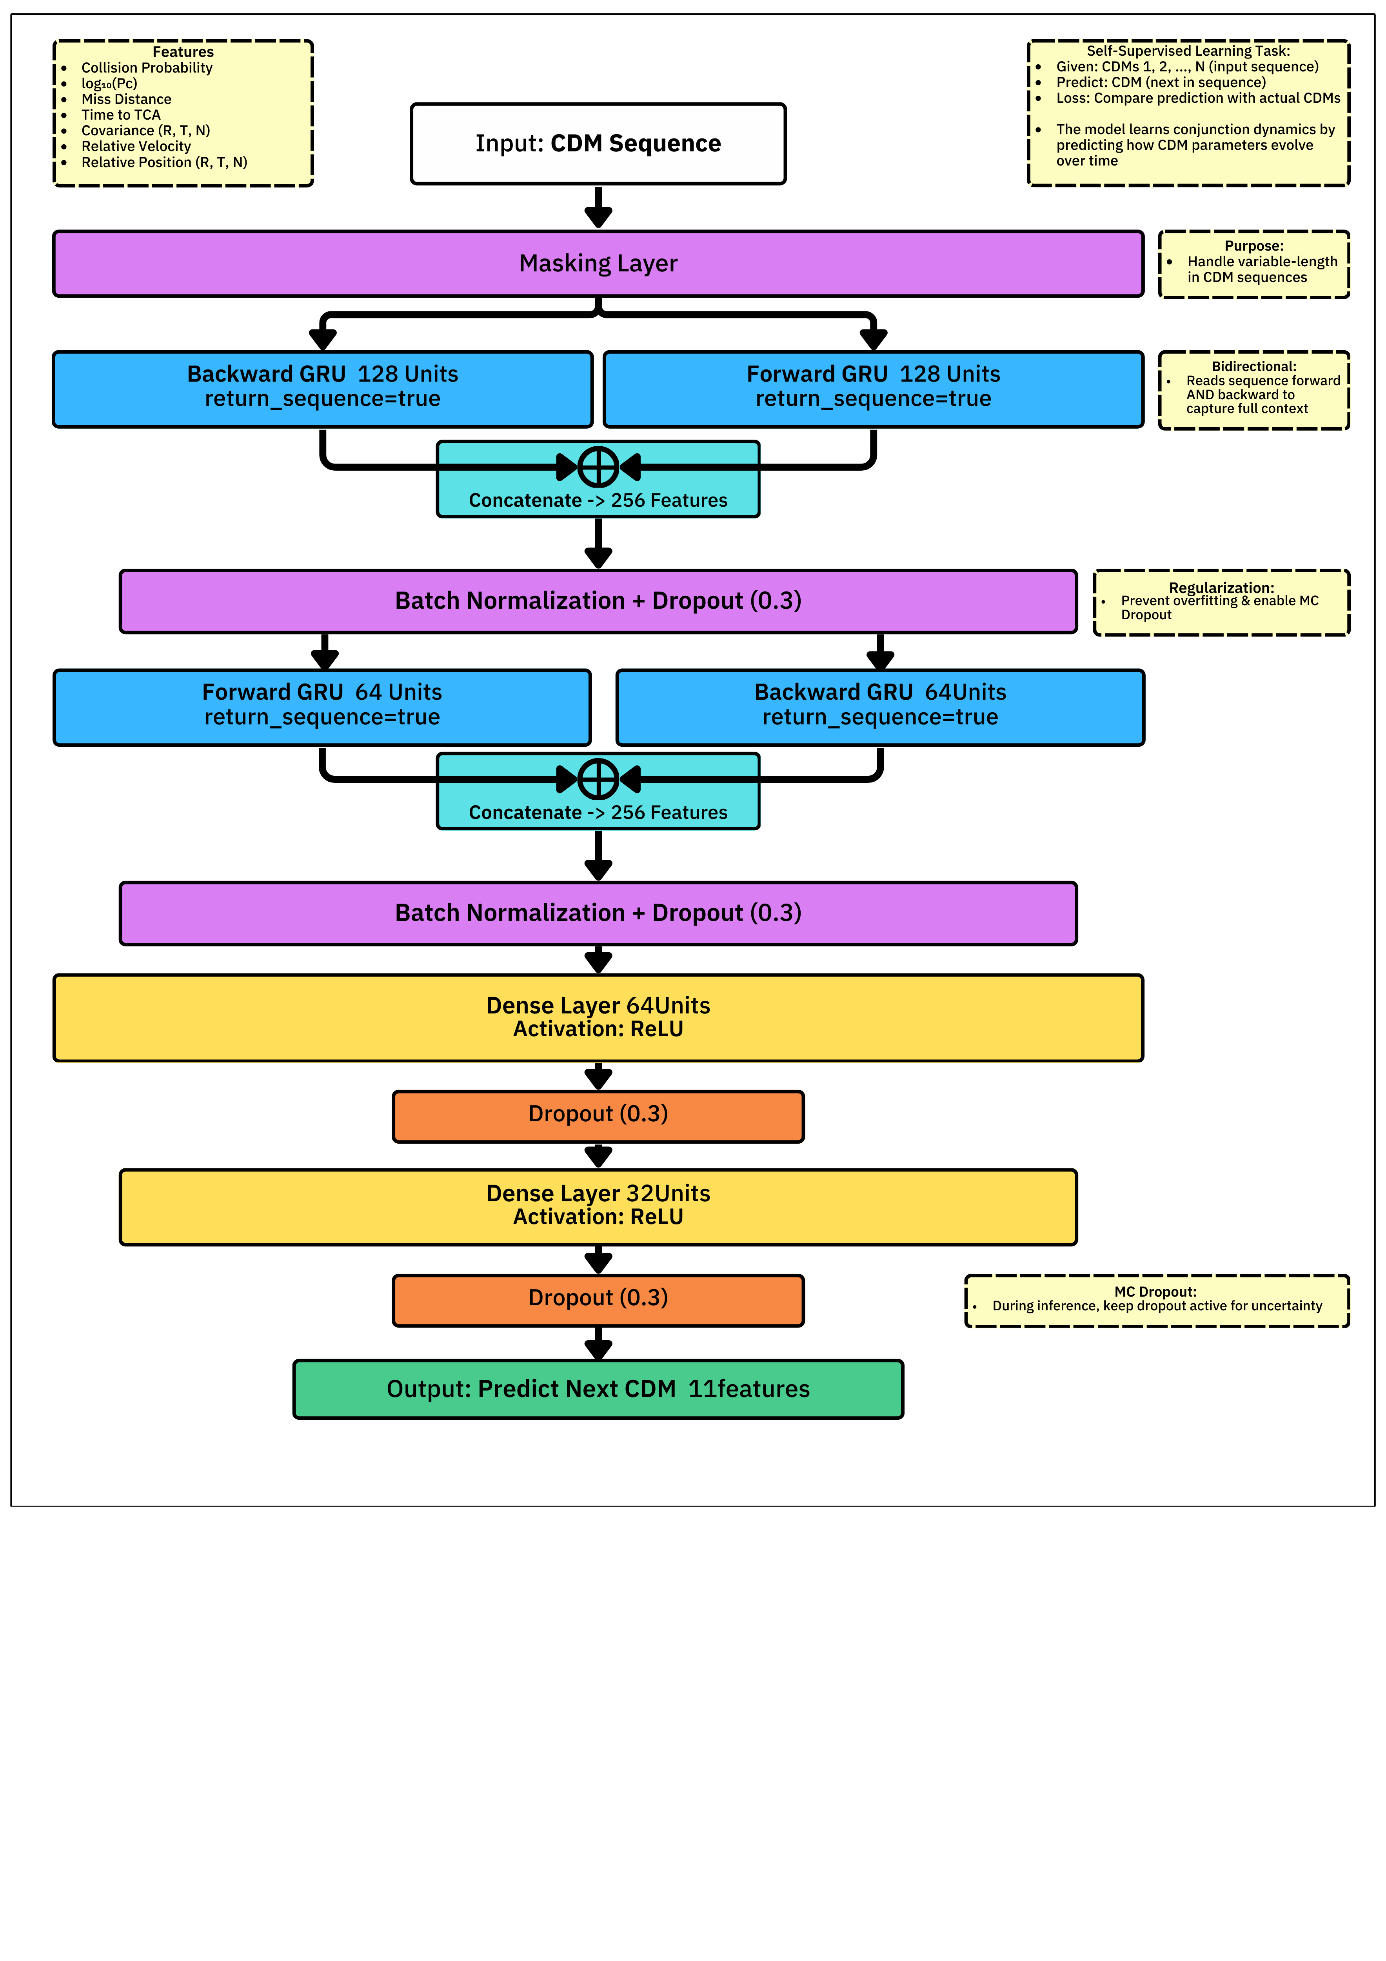 Features
• Collision Probability
• log₁₀(Pc)
• Miss Distance
• Time to TCA
• Covariance (R, T, N)
• Relative Velocity
• Relative Position (R, T, N)
Self-Supervised Learning Task:
• Given: CDMs 1, 2, ..., N (input sequence)
• Predict: CDM (next in sequence)
• Loss: Compare prediction with actual CDMs
• The model learns conjunction dynamics by
predicting how CDM parameters evolve
over time
Input: CDM Sequence
Masking Layer
Purpose:
• Handle variable-length
in CDM sequences
Backward GRU 128 Units
return_sequence=true
Forward GRU 128 Units
return_sequence=true
Bidirectional:
• Reads sequence forward
AND backward to
capture full context
Concatenate -> 256 Features
Batch Normalization + Dropout (0.3)
Regularization:
• Prevent overfitting & enable MC
Dropout
Forward GRU 64 Units
return_sequence=true
Backward GRU 64Units
return_sequence=true
Concatenate -> 256 Features
Batch Normalization + Dropout (0.3)
Dense Layer 64Units
Activation: ReLU
Dropout (0.3)
Dense Layer 32Units
Activation: ReLU
Dropout (0.3)
MC Dropout:
• During inference, keep dropout active for uncertainty
Output: Predict Next CDM 11features